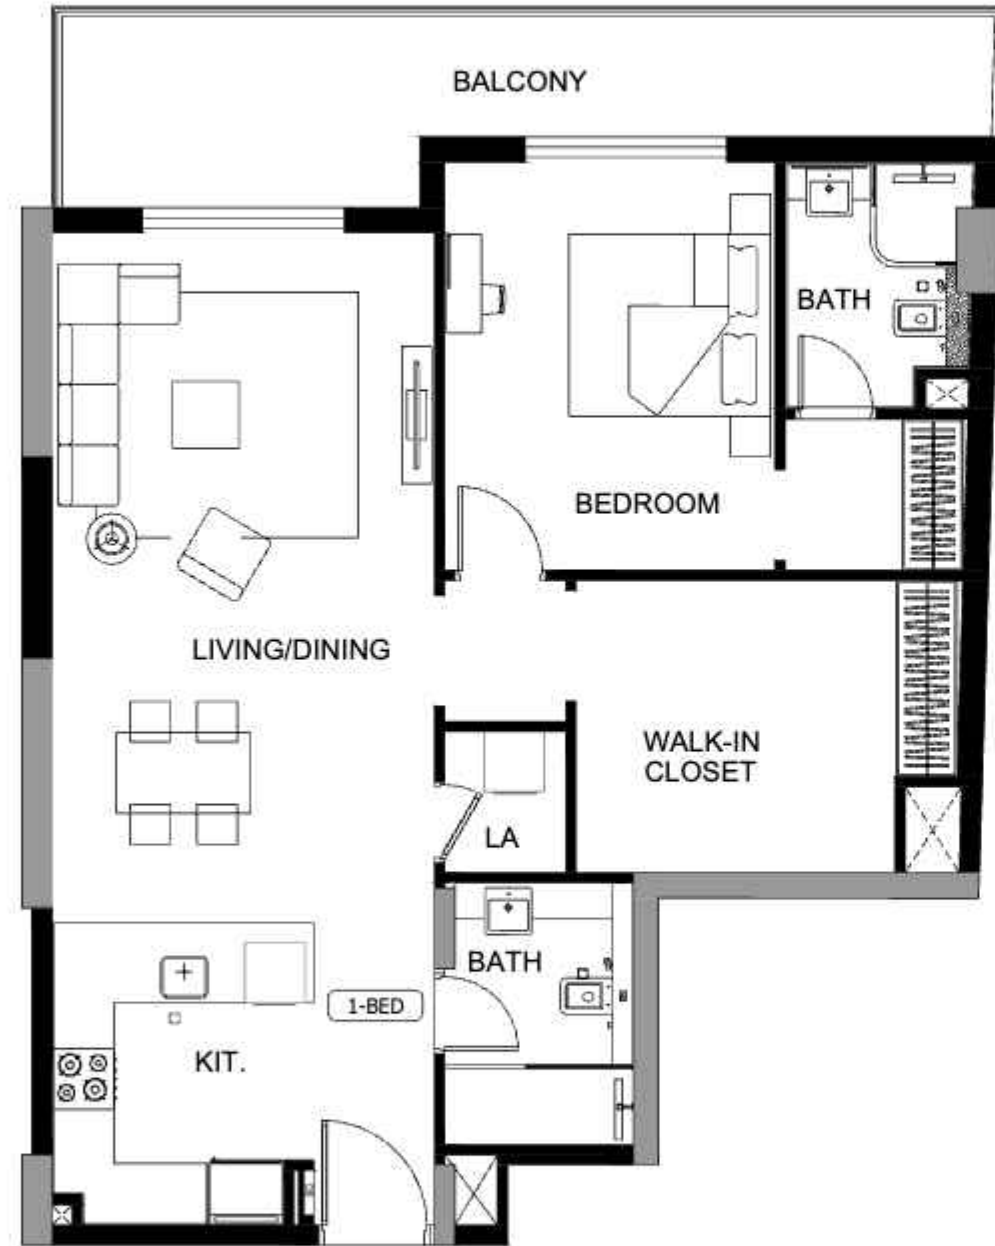 BALCONY
BATH
BEDROOM
LIVING/DINING
WALK-IN
CLOSET
LA
BATH
1-BED
KIT.